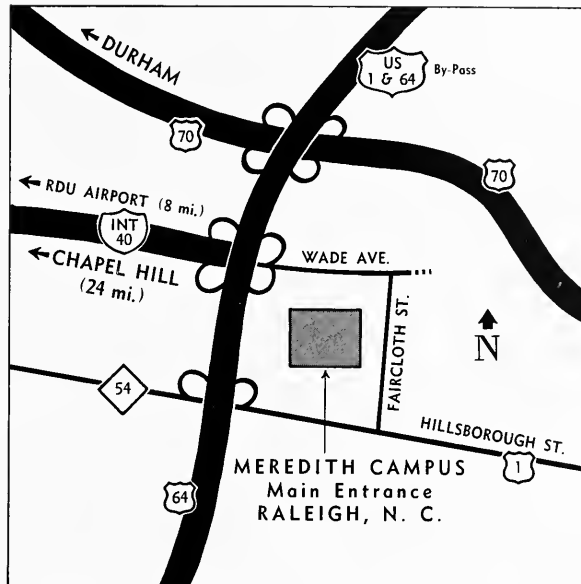 ← DURHAM
US
1 & 64
By-Pass
70
← RDU AIRPORT (8 mi.)
70
INT
40
← CHAPEL HILL
(24 mi.)
WADE AVE.
FAIRCLOTH ST.
N
54
HILLSBOROUGH ST.
1
MEREDITH CAMPUS
Main Entrance
RALEIGH, N. C.
64